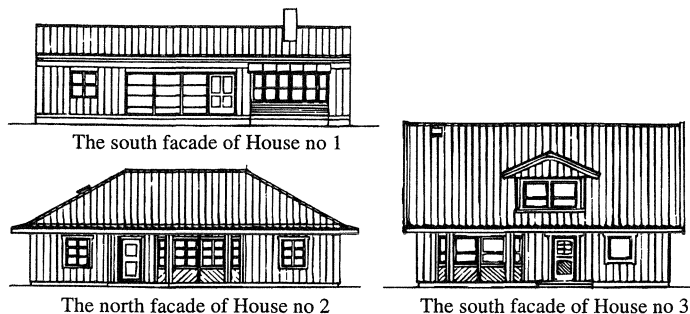 The south facade of House no 1
The north facade of House no 2
The south facade of House no 3